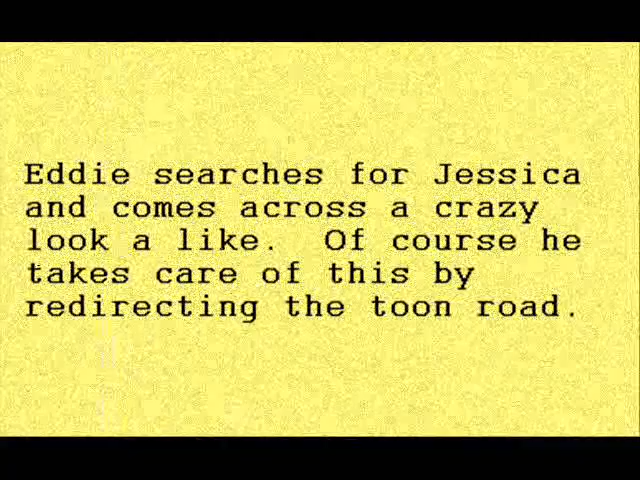 Eddie searches for Jessica
and comes across a crazy
look a like.  Of course he
takes care of this by
redirecting the toon road.